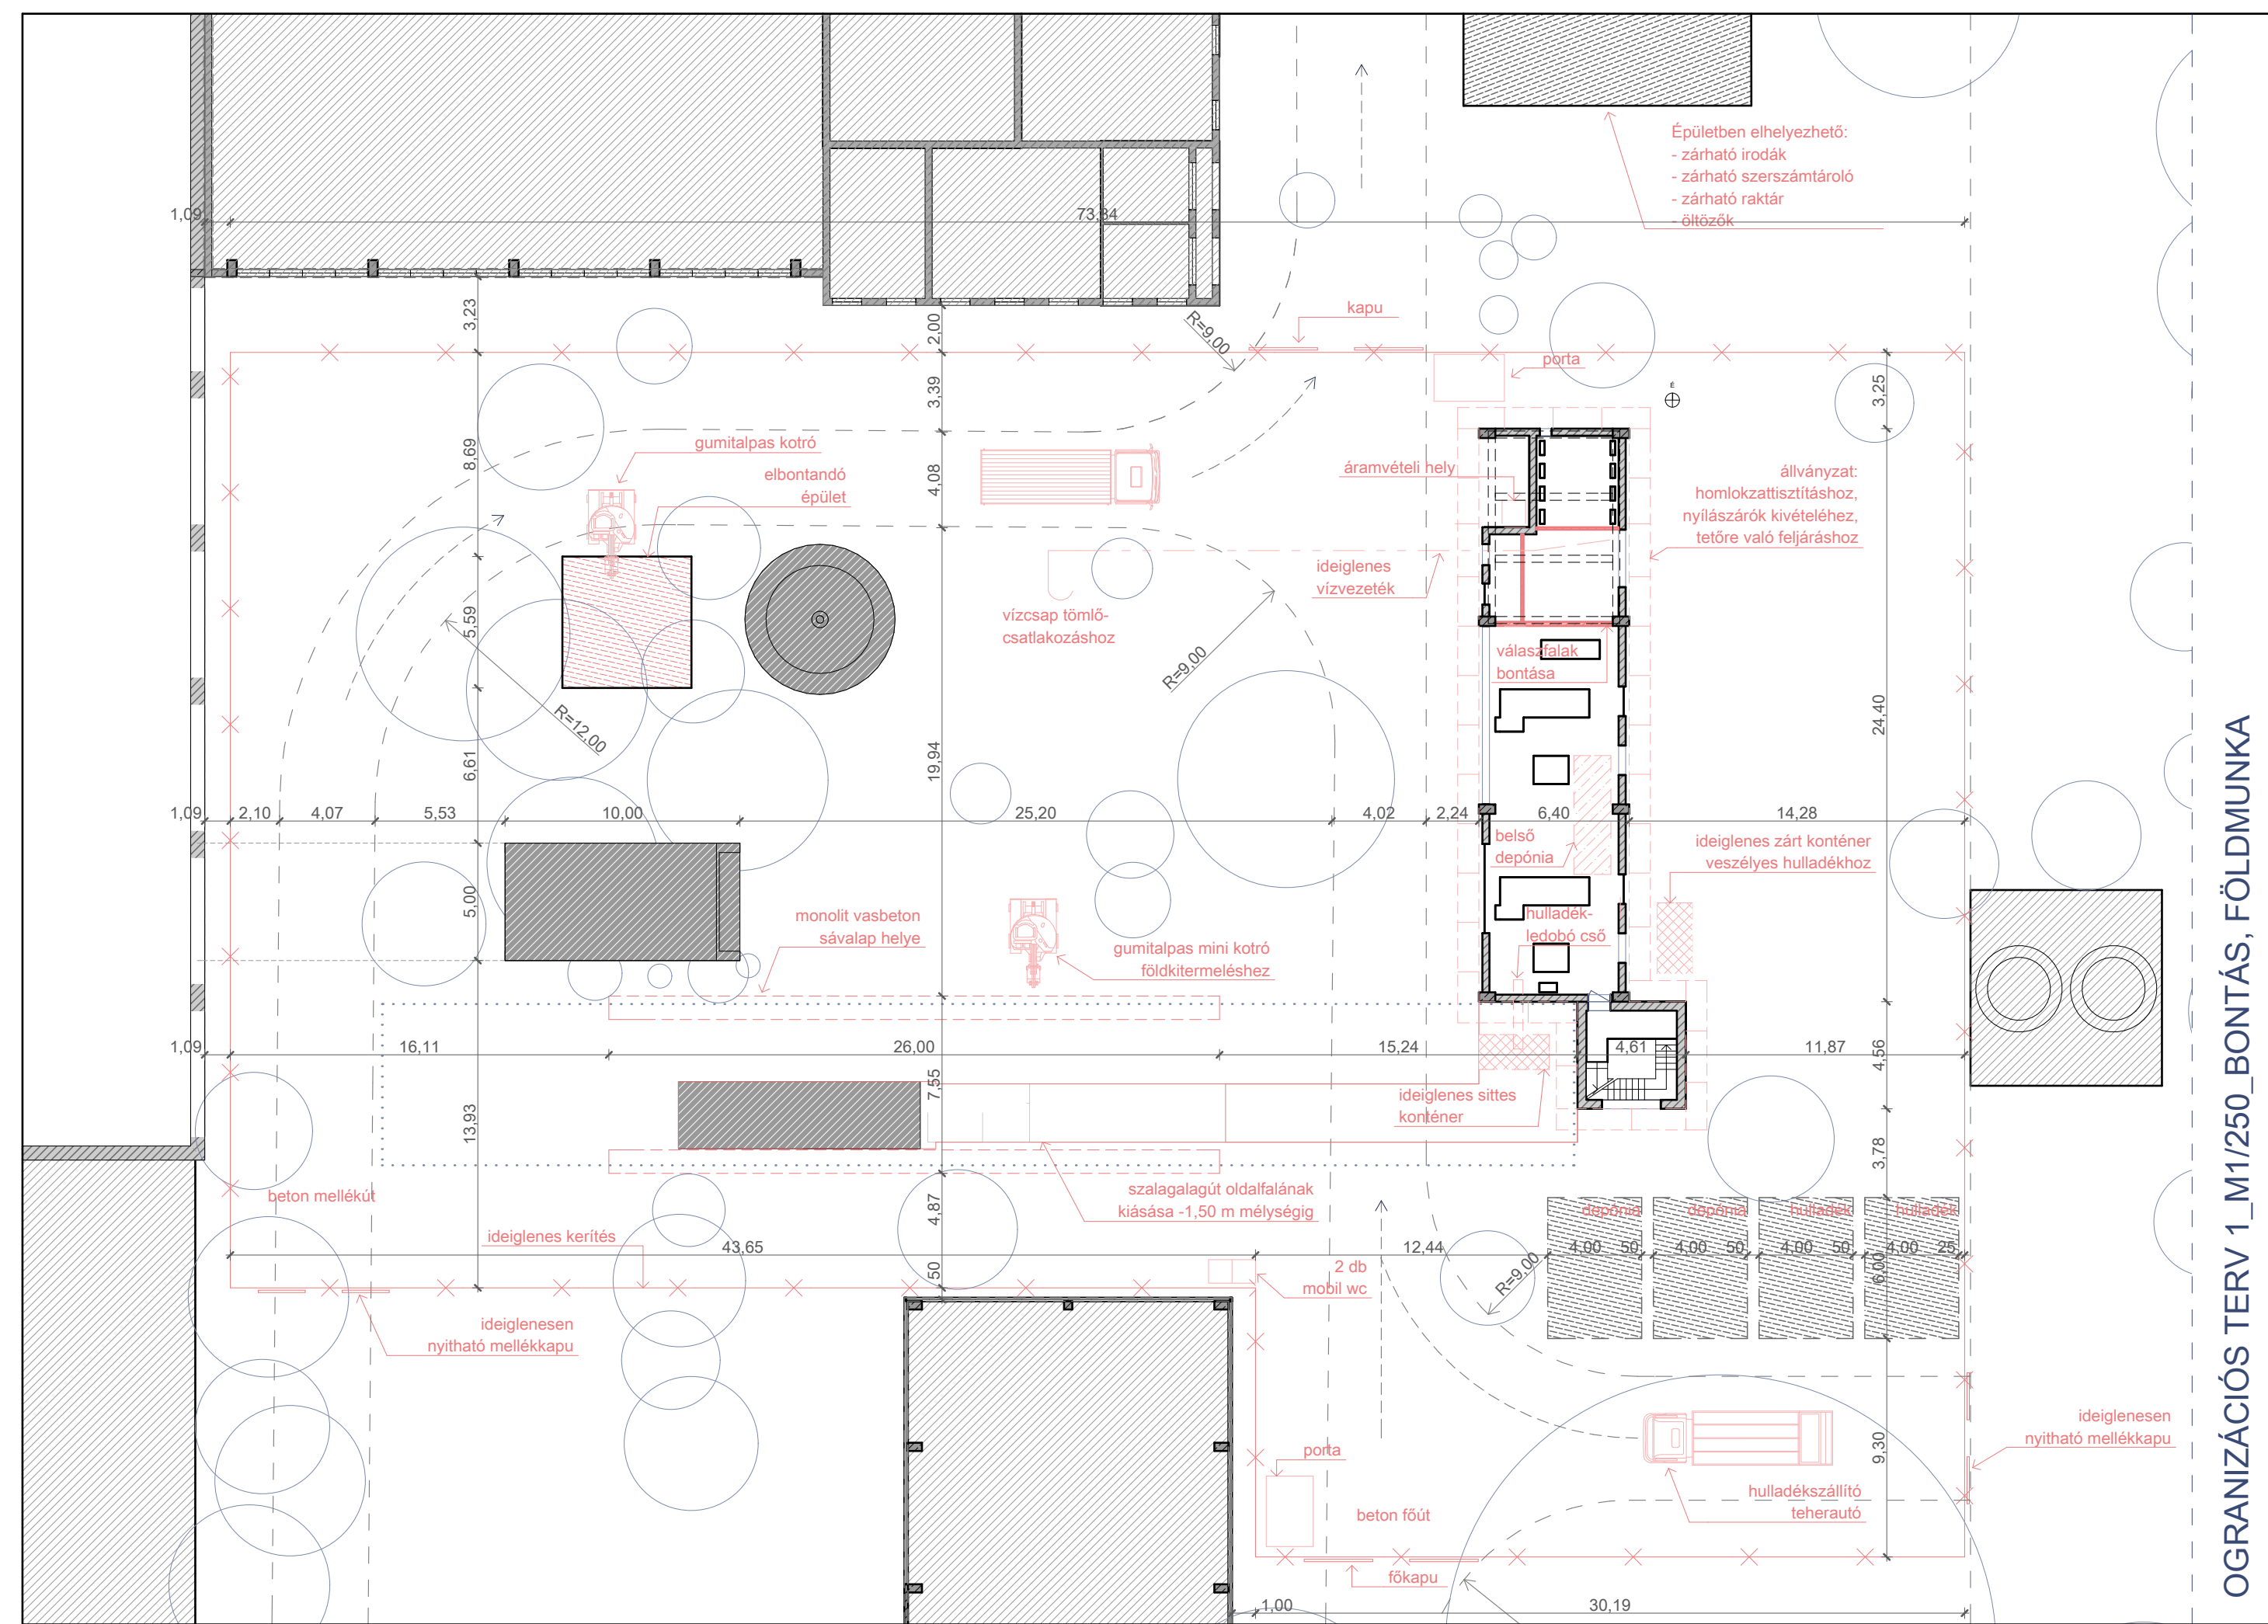 Épületben elhelyezhető:
- zárható irodák
- zárható szerszámtároló
- zárható raktár
- öltözők
1,09
73,84
3,23
2,00
R=9,00
kapu
porta
É
3,39
3,25
gumitalpas kotró
elbontandó
épület
8,69
4,08
áramvételi hely
állványzat:
homlokzattisztításhoz,
nyílászárók kivételéhez,
tetőre való feljáráshoz
ideiglenes
vízvezeték
vízcsap tömlő-
csatlakozáshoz
5,59
R=9,00
válaszfalak
bontása
R=12,00
6,61
19,94
24,40
1,09
2,10
4,07
5,53
10,00
25,20
4,02
2,24
6,40
14,28
belső
depónia
ideiglenes zárt konténer
veszélyes hulladékhoz
5,00
monolit vasbeton
sávalap helye
gumitalpas mini kotró
földkitermeléshez
hulladék-
ledobó cső
1,09
16,11
26,00
15,24
4,61
11,87
4,56
7,55
ideiglenes sittes
konténer
13,93
3,78
beton mellékút
szalagalagút oldalfalának
kiásása -1,50 m mélységig
4,87
ideiglenes kerítés
depónia
depónia
hulladék
hulladék
43,65
12,44
4,00
50
4,00
50
4,00
50
4,00
25
50
2 db
mobil wc
R=9,00
6,00
ideiglenesen
nyitható mellékkapu
ideiglenesen
nyitható mellékkapu
porta
9,30
hulladékszállító
teherautó
beton főút
főkapu
1,00
30,19
OGRANIZÁCIÓS TERV 1_M1/250_BONTÁS, FÖLDMUNKA